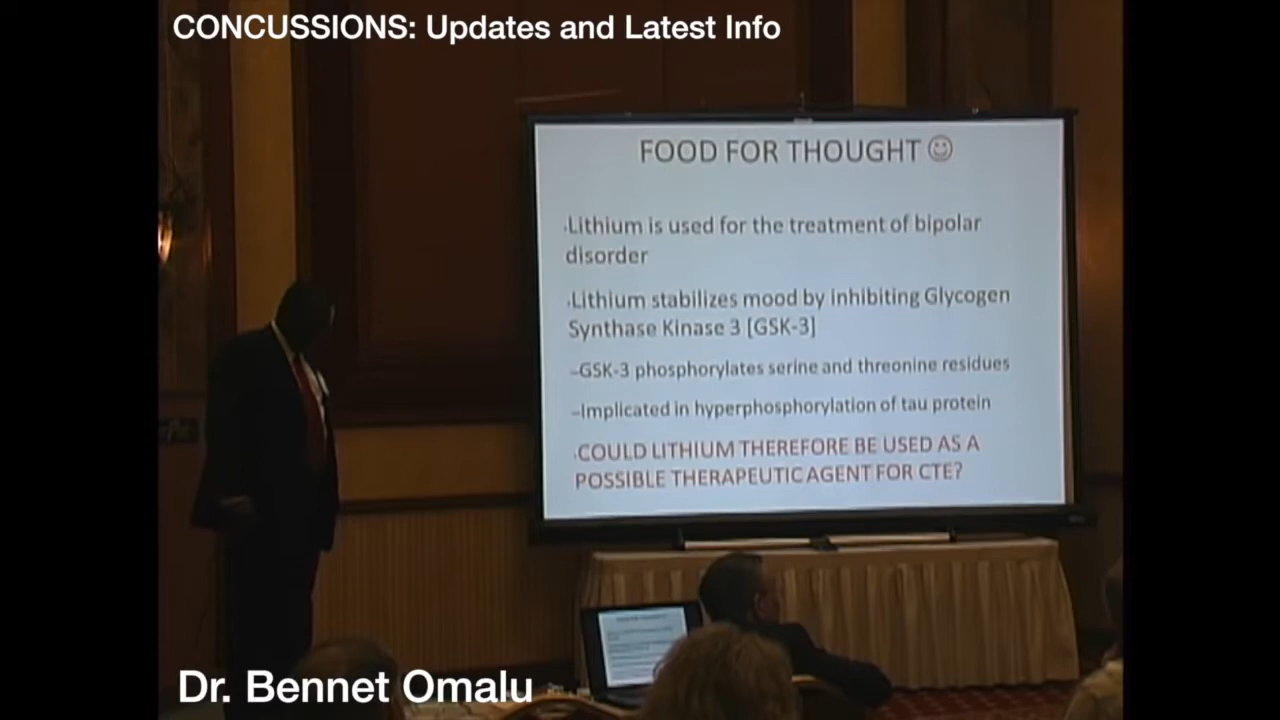 CONCUSSIONS: Updates and Latest Info
FOOD FOR THOUGHT ☺
·Lithium is used for the treatment of bipolar
disorder
·Lithium stabilizes mood by inhibiting Glycogen
Synthase Kinase 3 [GSK-3]
–GSK-3 phosphorylates serine and threonine residues
–Implicated in hyperphosphorylation of tau protein
·COULD LITHIUM THEREFORE BE USED AS A
POSSIBLE THERAPEUTIC AGENT FOR CTE?
Dr. Bennet Omalu